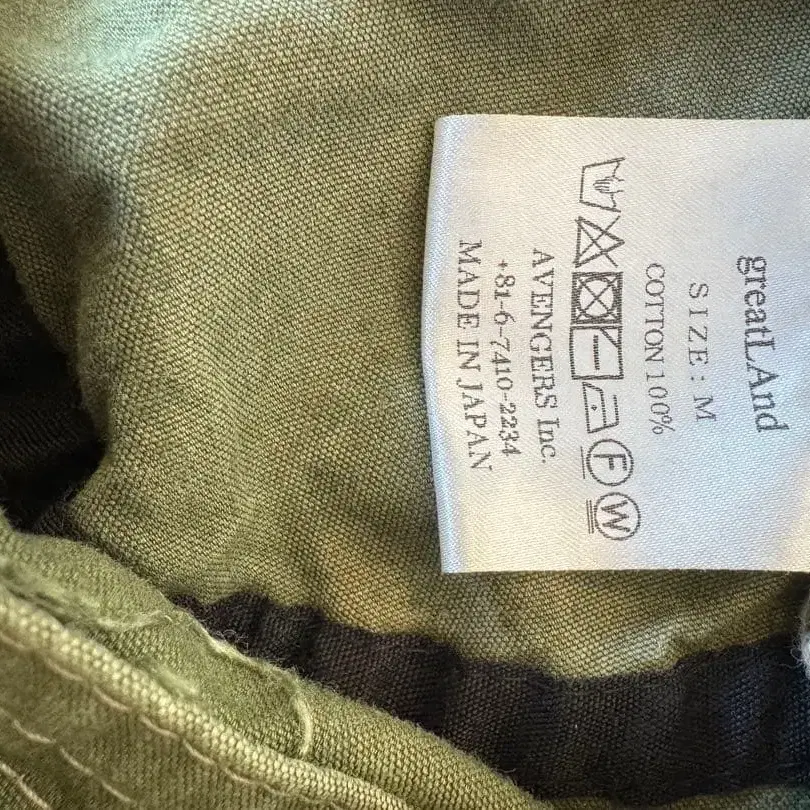 greatLAnd
SIZE : M
COTTON 100%
F W
AVENGERS Inc.
+81-6-7410-2234
MADE IN JAPAN